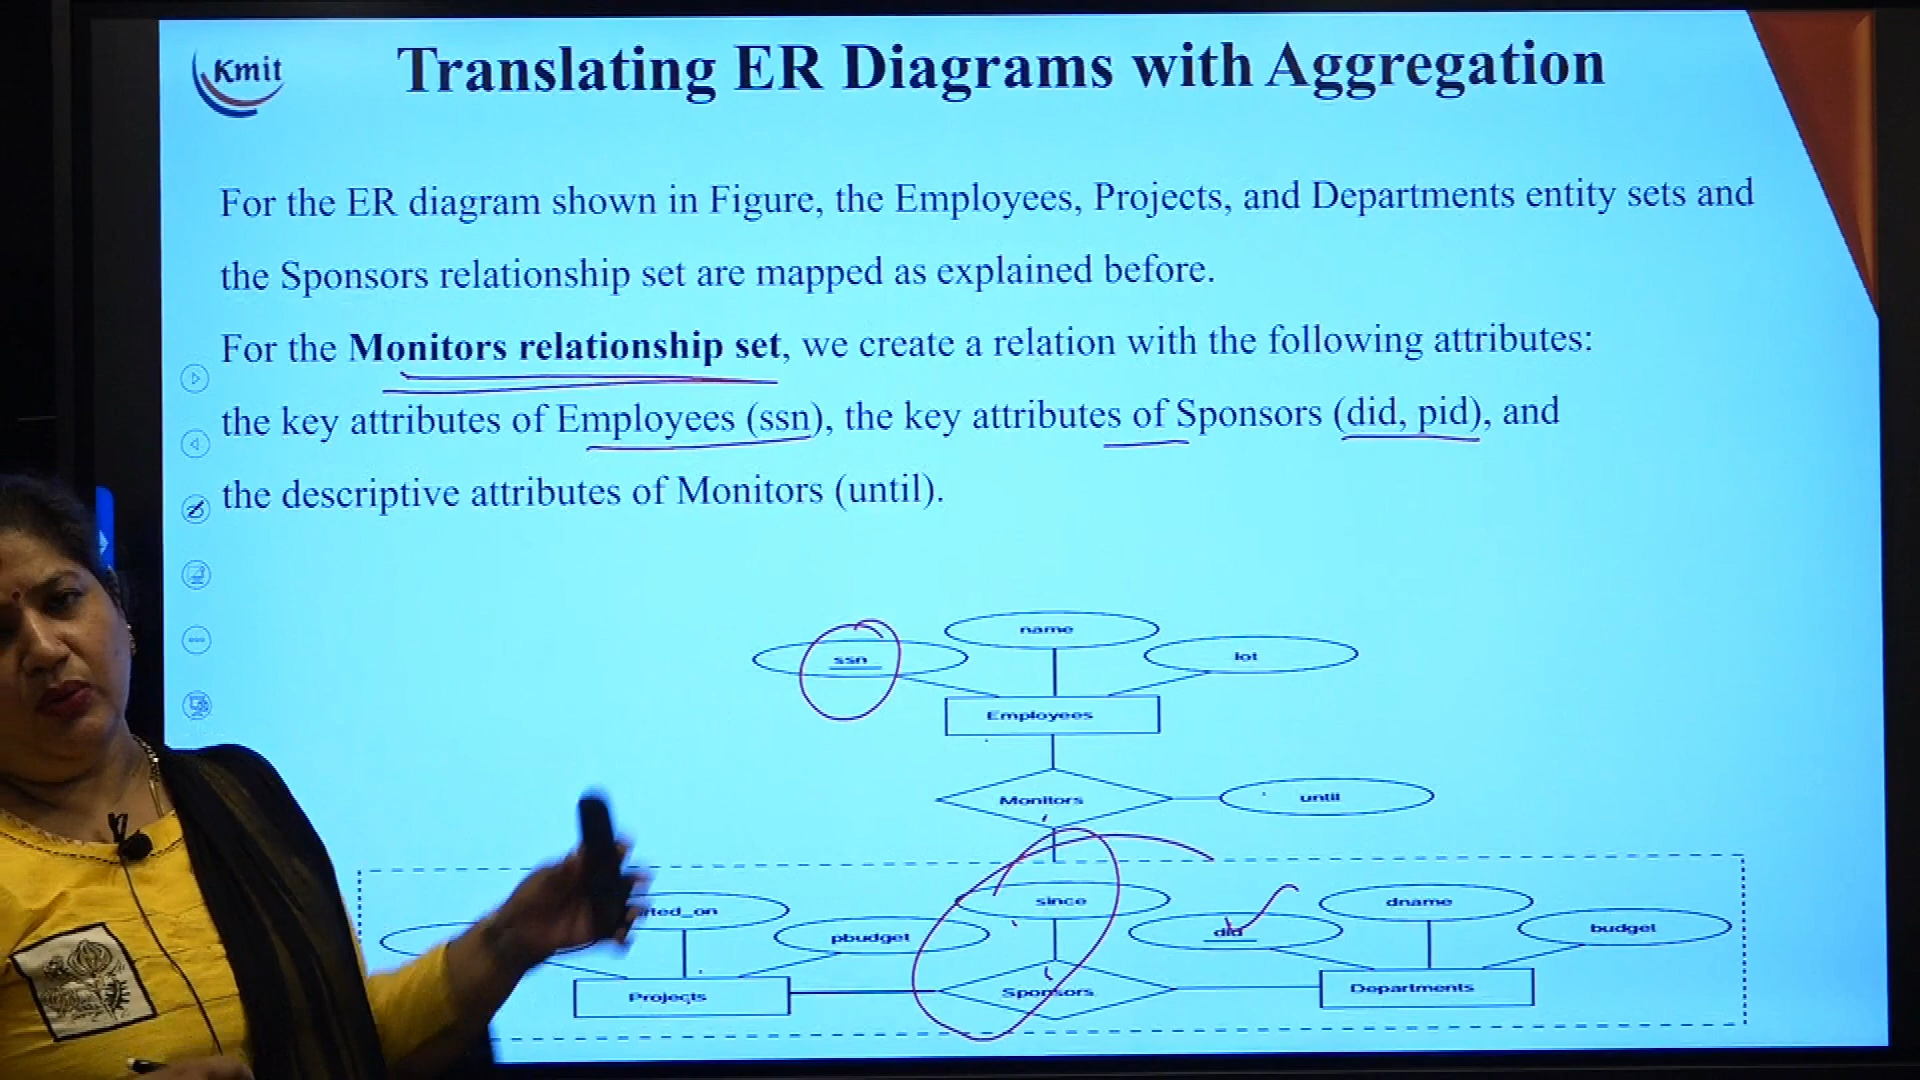 Kmit
Translating ER Diagrams with Aggregation
For the ER diagram shown in Figure, the Employees, Projects, and Departments entity sets and
the Sponsors relationship set are mapped as explained before.
For the Monitors relationship set, we create a relation with the following attributes:
the key attributes of Employees (ssn), the key attributes of Sponsors (did, pid), and
the descriptive attributes of Monitors (until).
name
ssn
lot
Employees
Monitors
until
since
dname
rted_on
pbudget
did
budget
Projects
Sponsors
Departments